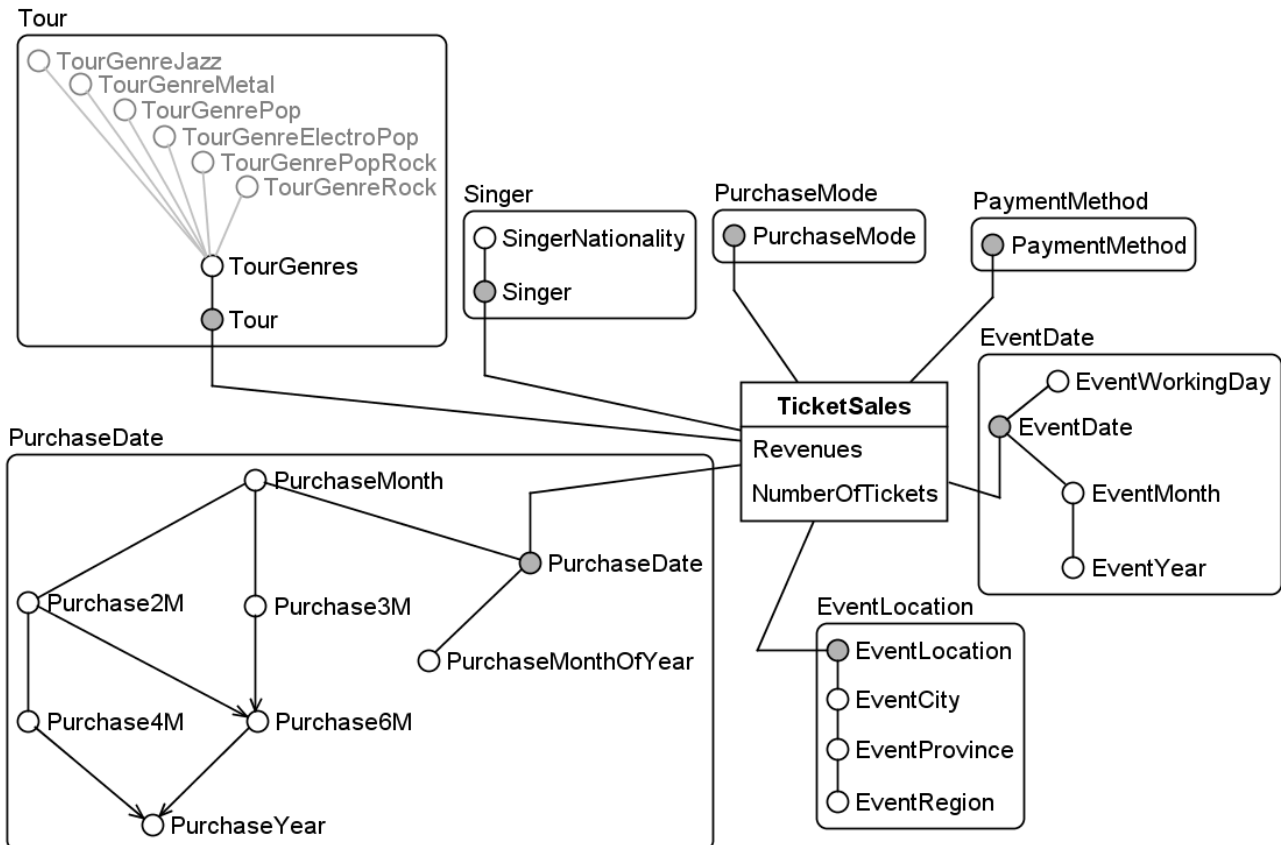 Tour
TourGenreJazz
TourGenreMetal
TourGenrePop
TourGenreElectroPop
TourGenrePopRock
TourGenreRock
TourGenres
Tour
Singer
SingerNationality
Singer
PurchaseMode
PurchaseMode
PaymentMethod
PaymentMethod
TicketSales
Revenues
NumberOfTickets
EventDate
EventWorkingDay
EventDate
EventMonth
EventYear
PurchaseDate
PurchaseMonth
PurchaseDate
Purchase2M
Purchase3M
PurchaseMonthOfYear
Purchase4M
Purchase6M
PurchaseYear
EventLocation
EventLocation
EventCity
EventProvince
EventRegion